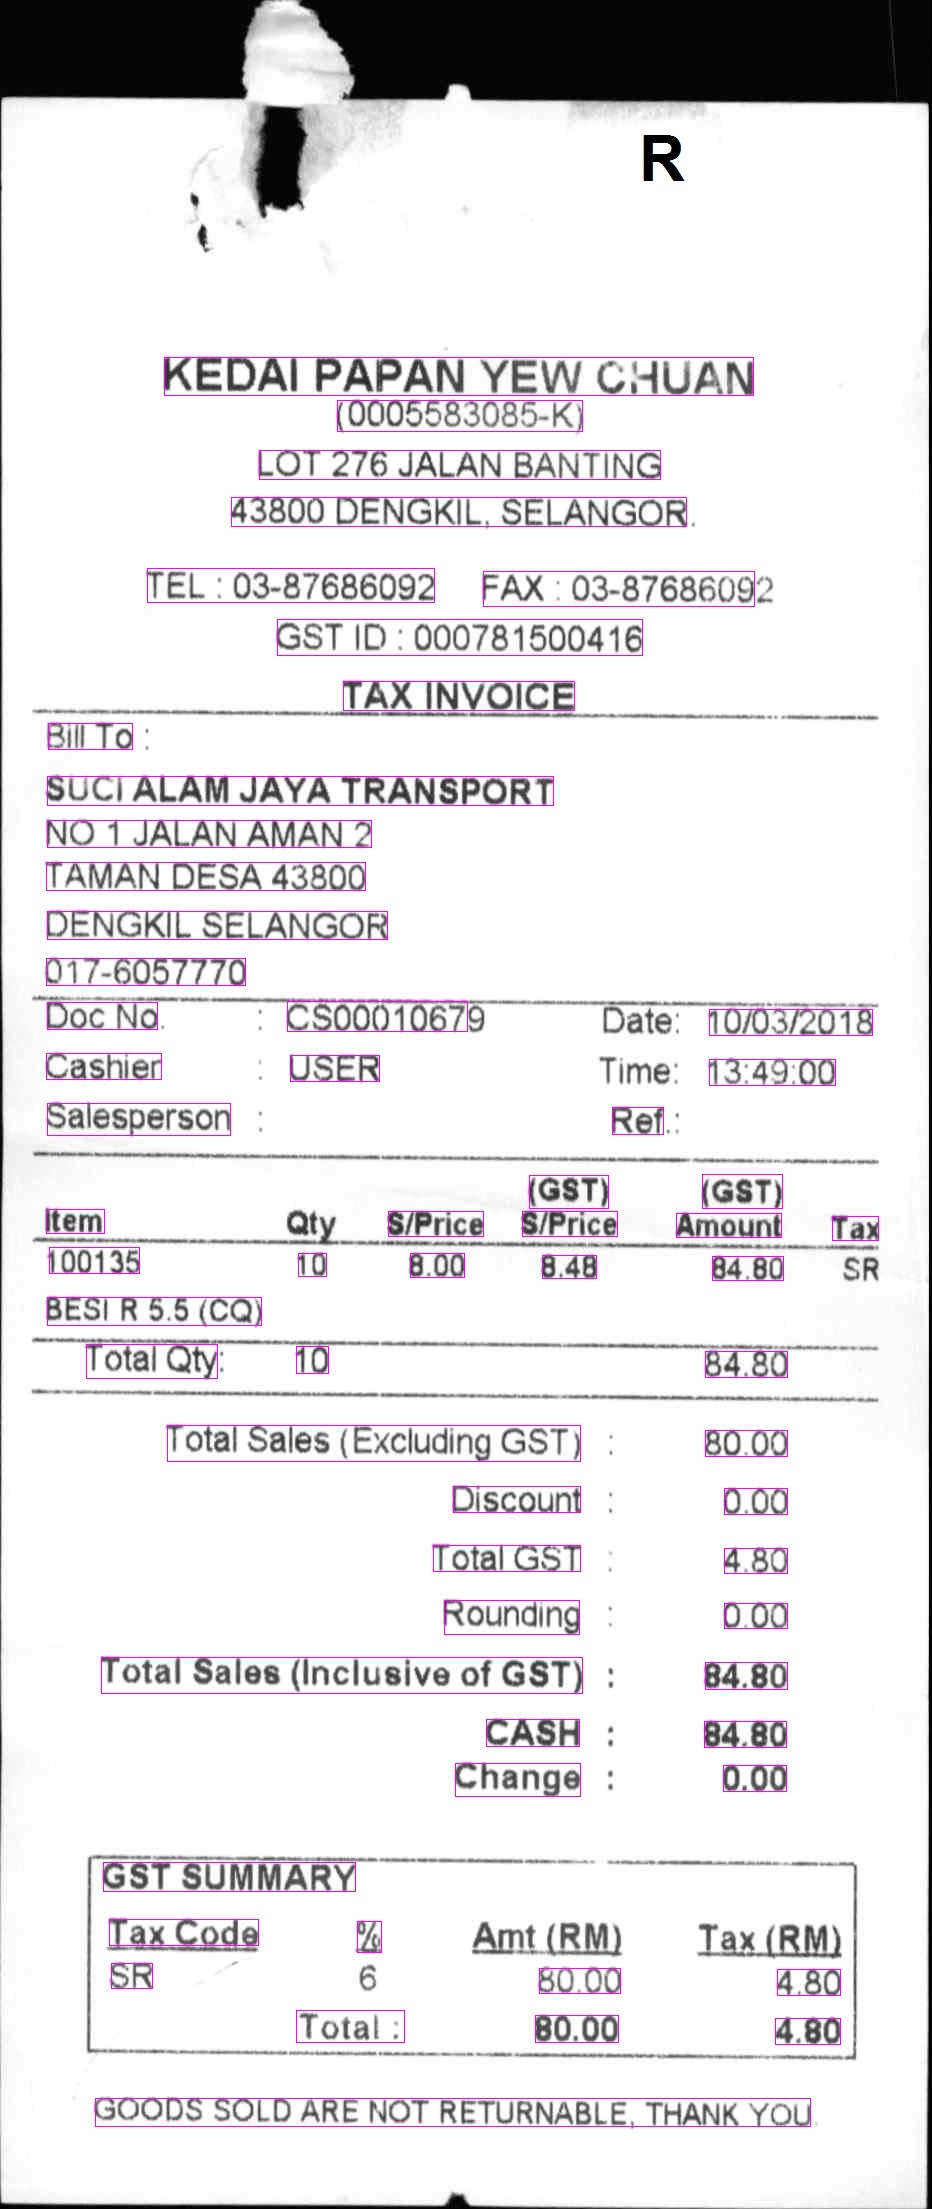 R
KEDAI PAPAN YEW CHUAN
(0005583085-K)
LOT 276 JALAN BANTING
43800 DENGKIL, SELANGOR.
TEL : 03-87686092 FAX : 03-87686092
GST ID : 000781500416
TAX INVOICE
Bill To :
SUCI ALAM JAYA TRANSPORT
NO 1 JALAN AMAN 2
TAMAN DESA 43800
DENGKIL SELANGOR
017-6057770
Doc No. : CS00010679 Date: 10/03/2018
Cashier : USER Time: 13:49:00
Salesperson : Ref.:
(GST) (GST)
Item Qty S/Price S/Price Amount Tax
100135 10 8.00 8.48 84.80 SR
BESI R 5.5 (CQ)
Total Qty: 10 84.80
Total Sales (Excluding GST) : 80.00
Discount : 0.00
Total GST : 4.80
Rounding : 0.00
Total Sales (Inclusive of GST) : 84.80
CASH : 84.80
Change : 0.00
GST SUMMARY
Tax Code % Amt (RM) Tax (RM)
SR 6 80.00 4.80
Total : 80.00 4.80
GOODS SOLD ARE NOT RETURNABLE, THANK YOU.